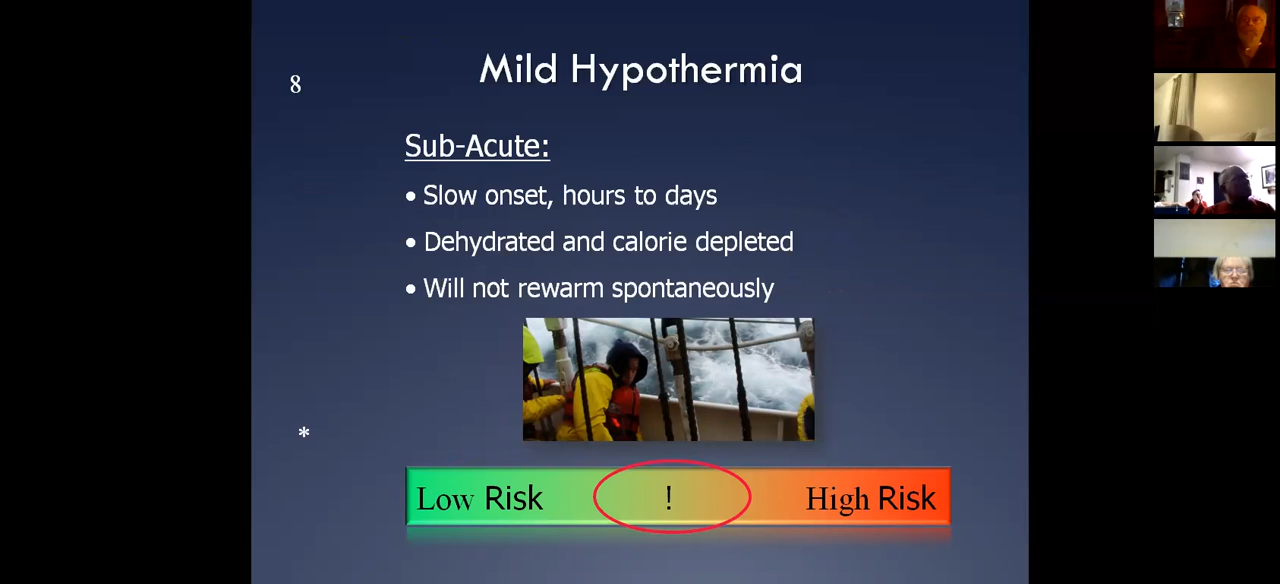 Mild Hypothermia
8
Sub-Acute:
• Slow onset, hours to days
• Dehydrated and calorie depleted
• Will not rewarm spontaneously
*
Low Risk ! High Risk